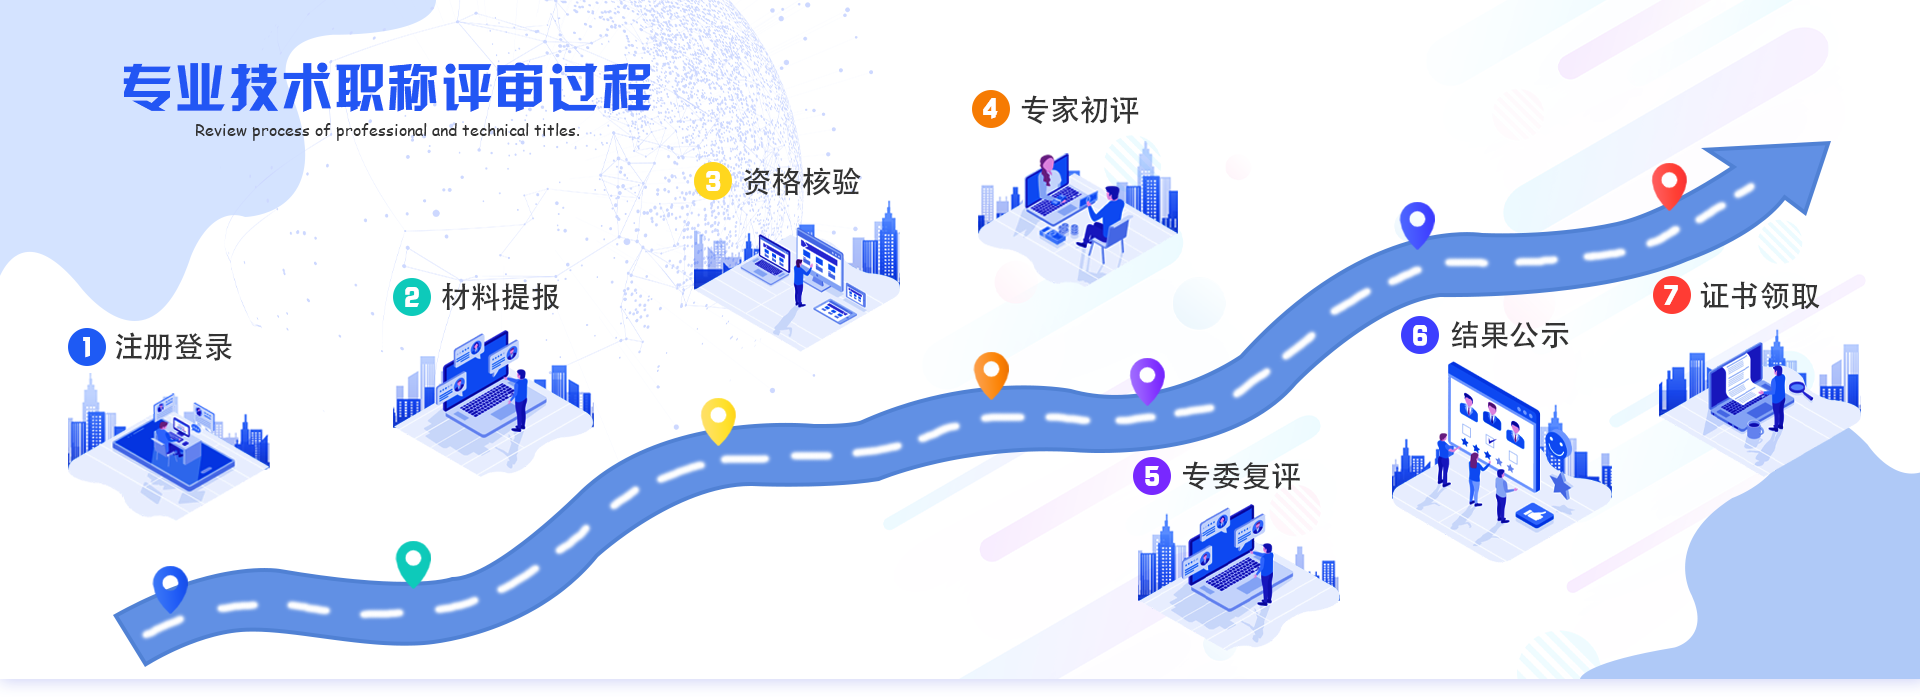 专业技术职称评审过程
Review process of professional and technical titles.
1 注册登录
2 材料提报
3 资格核验
4 专家初评
5 专委复评
6 结果公示
7 证书领取